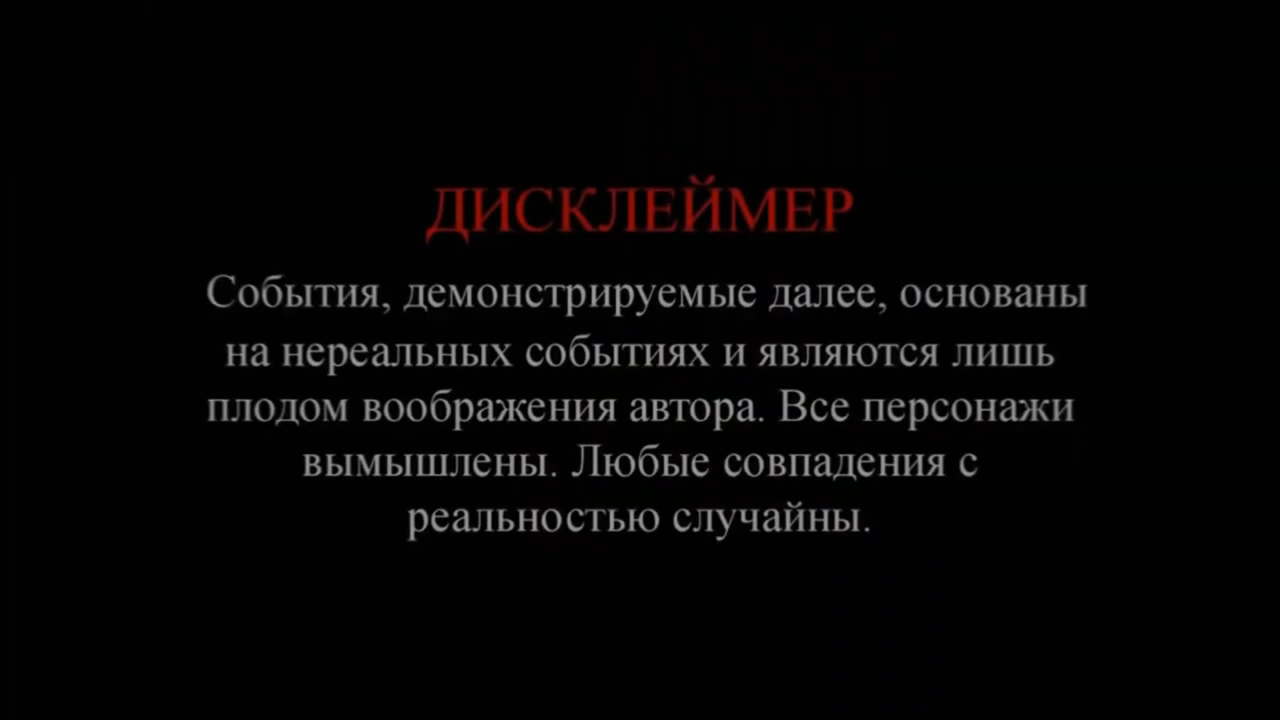 ДИСКЛЕЙМЕР
События, демонстрируемые далее, основаны
на нереальных событиях и являются лишь
плодом воображения автора. Все персонажи
вымышлены. Любые совпадения с
реальностью случайны.